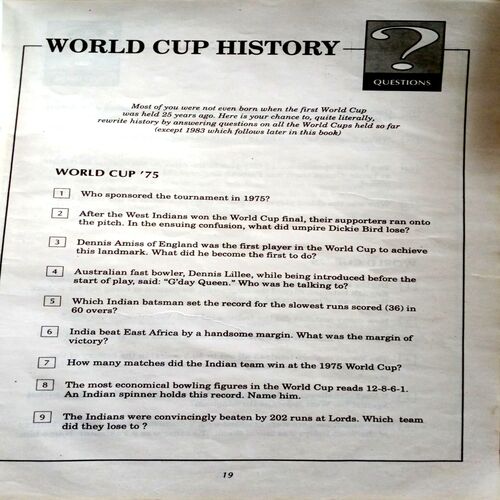 WORLD CUP HISTORY
?
QUESTIONS
Most of you were not even born when the first World Cup
was held 25 years ago. Here is your chance to, quite literally,
rewrite history by answering questions on all the World Cups held so far
(except 1983 which follows later in this book)
WORLD CUP '75
1 Who sponsored the tournament in 1975?
2 After the West Indians won the World Cup final, their supporters ran onto
the pitch. In the ensuing confusion, what did umpire Dickie Bird lose?
3 Dennis Amiss of England was the first player in the World Cup to achieve
this landmark. What did he become the first to do?
4 Australian fast bowler, Dennis Lillee, while being introduced before the
start of play, said: "G'day Queen." Who was he talking to?
5 Which Indian batsman set the record for the slowest runs scored (36) in
60 overs?
6 India beat East Africa by a handsome margin. What was the margin of
victory?
7 How many matches did the Indian team win at the 1975 World Cup?
8 The most economical bowling figures in the World Cup reads 12-8-6-1.
An Indian spinner holds this record. Name him.
9 The Indians were convincingly beaten by 202 runs at Lords. Which team
did they lose to ?
19